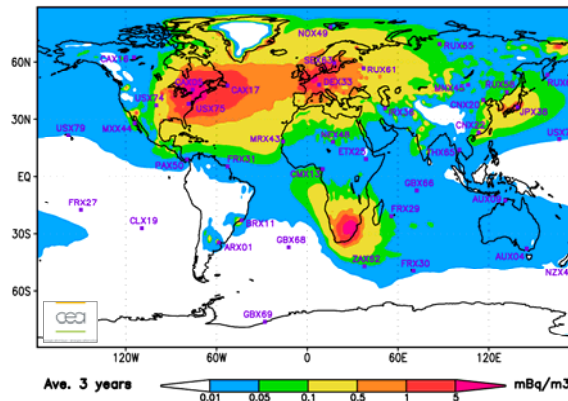 NOX49
RUX55
CAX16
SEX63
DEX33
RUX61
CAX17
USX74
USX75
MNX45
RUX58
CNX20
JPX38
CNX22
MXX44
USX79
MRX43
NEX48
ETX25
THX65
PAX50
FRX31
CMX13
GBX66
AUX09
FRX27
CLX19
BRX11
FRX29
ARX01
GBX68
ZAX62
FRX30
AUX04
NZX4
GBX69
60N
30N
EQ
30S
60S
120W
60W
0
60E
120E
cea
Ave. 3 years
0.01 0.05 0.1 0.5 1 5
mBq/m3